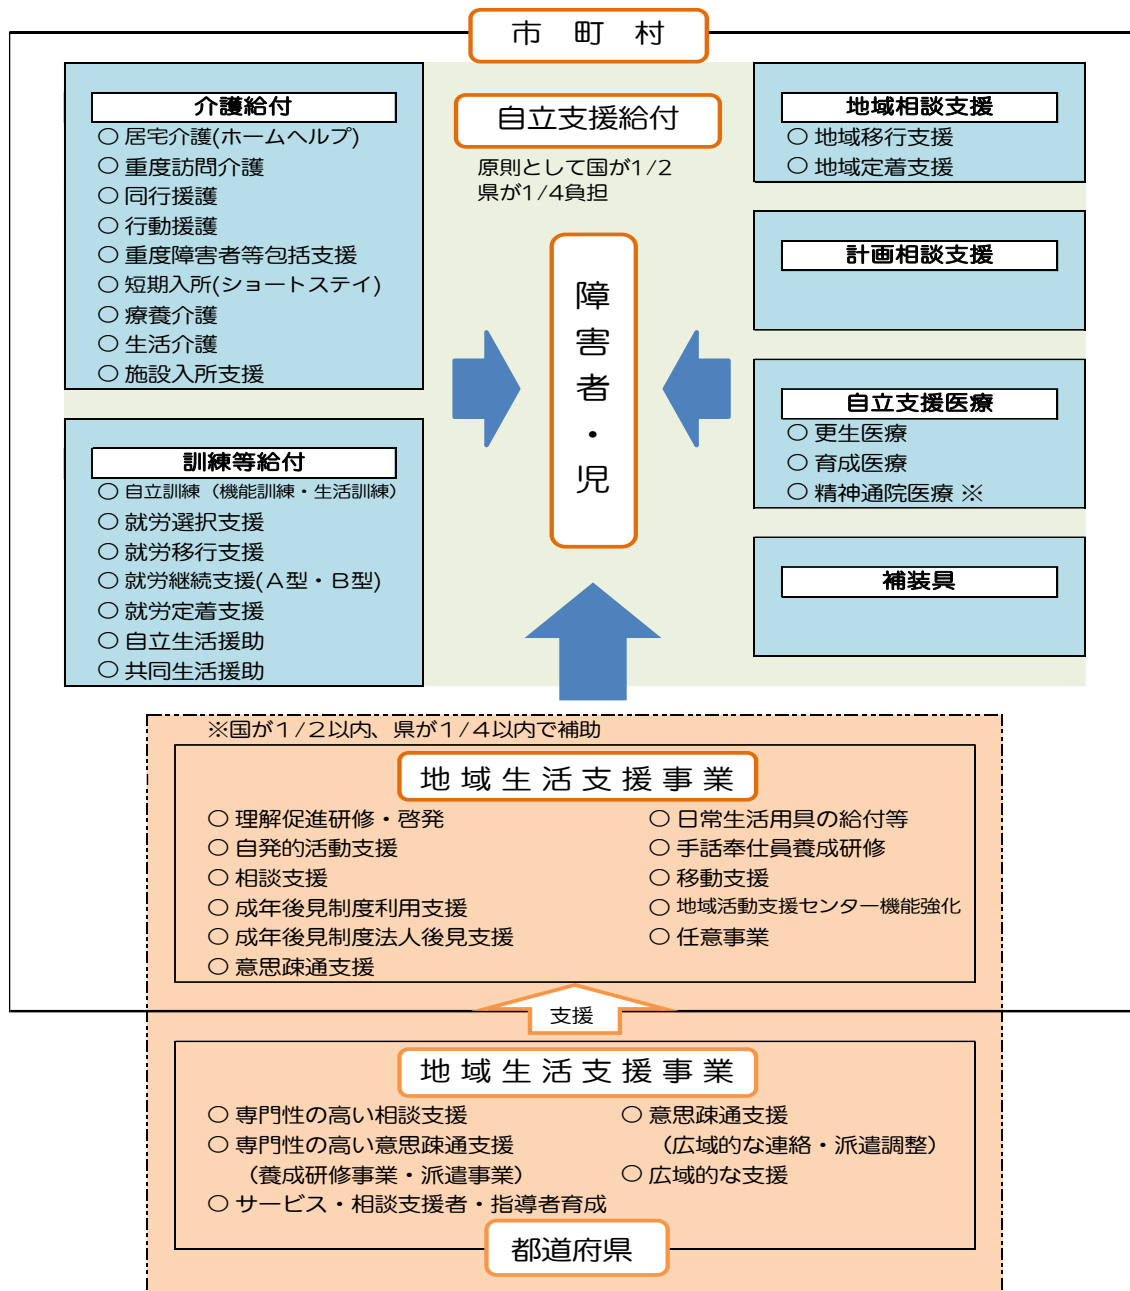 市 町 村
介護給付
○ 居宅介護(ホームヘルプ)
○ 重度訪問介護
○ 同行援護
○ 行動援護
○ 重度障害者等包括支援
○ 短期入所(ショートステイ)
○ 療養介護
○ 生活介護
○ 施設入所支援
訓練等給付
○ 自立訓練（機能訓練・生活訓練）
○ 就労選択支援
○ 就労移行支援
○ 就労継続支援(Ａ型・Ｂ型)
○ 就労定着支援
○ 自立生活援助
○ 共同生活援助
自立支援給付
原則として国が1/2
県が1/4負担
障害者・児
地域相談支援
○ 地域移行支援
○ 地域定着支援
計画相談支援
自立支援医療
○ 更生医療
○ 育成医療
○ 精神通院医療 ※
補装具
※国が１/２以内、県が１/４以内で補助
地域生活支援事業
○ 理解促進研修・啓発
○ 自発的活動支援
○ 相談支援
○ 成年後見制度利用支援
○ 成年後見制度法人後見支援
○ 意思疎通支援
○ 日常生活用具の給付等
○ 手話奉仕員養成研修
○ 移動支援
○ 地域活動支援センター機能強化
○ 任意事業
支援
地域生活支援事業
○ 専門性の高い相談支援
○ 専門性の高い意思疎通支援
（養成研修事業・派遣事業）
○ サービス・相談支援者・指導者育成
○ 意思疎通支援
（広域的な連絡・派遣調整）
○ 広域的な支援
都道府県